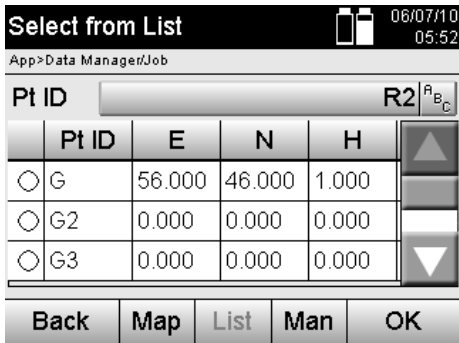 Select from List
06/07/10
05:52
App>Data Manager/Job
Pt ID R2 ABC
Pt ID E N H
G 56.000 46.000 1.000
G2 0.000 0.000 0.000
G3 0.000 0.000 0.000
Back Map List Man OK